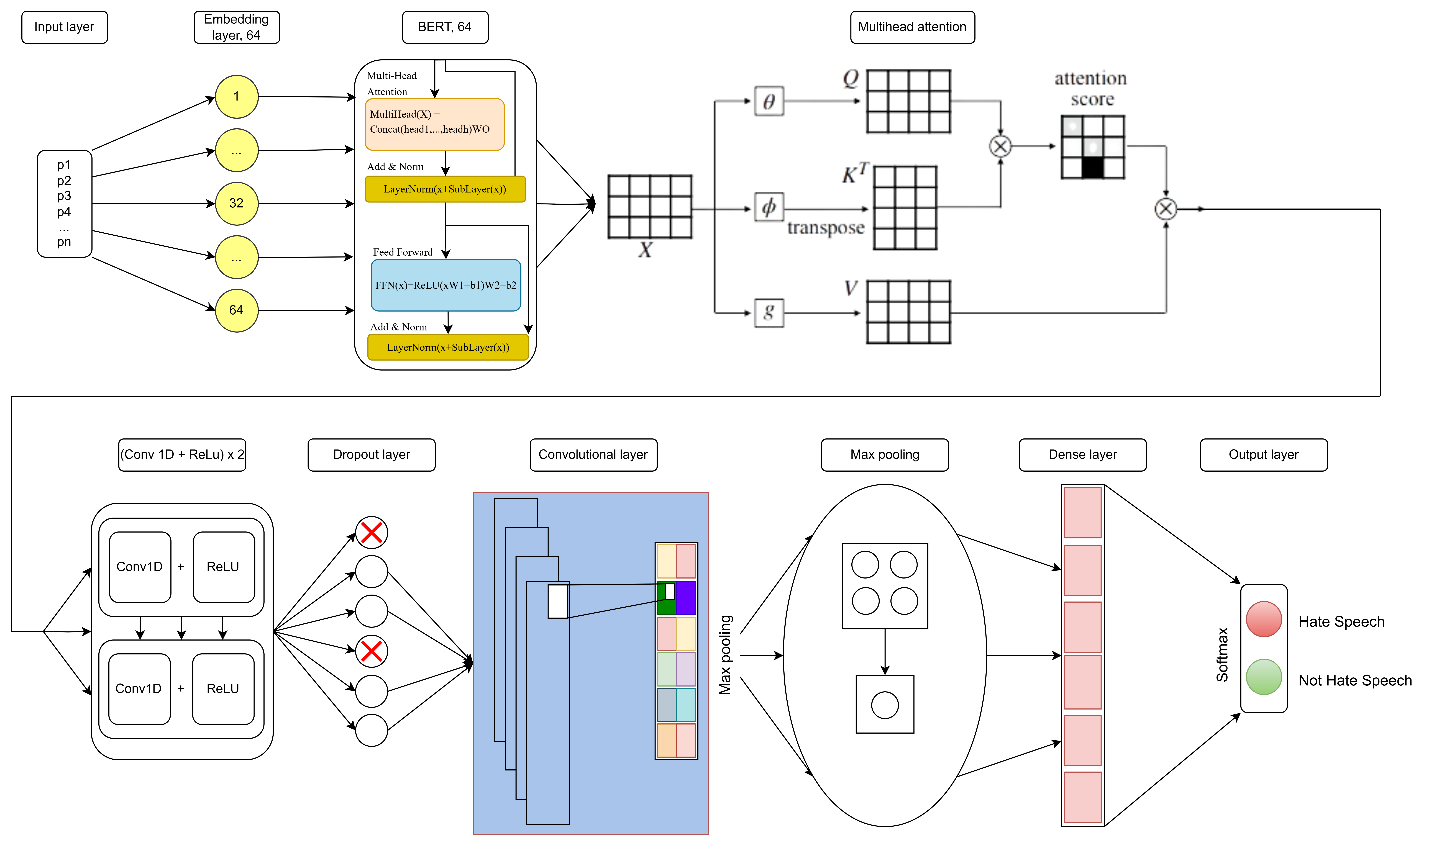 Input layer
Embedding
layer, 64
BERT, 64
Multihead attention
p1
p2
p3
p4
...
pn
1
...
32
...
64
Multi-Head
Attention
MultiHead(X) =
Concat(head1,...,headh)WO
Add & Norm
LayerNorm(x+SubLayer(x))
Feed Forward
FFN(x)=ReLU(xW1+b1)W2+b2
Add & Norm
LayerNorm(x+SubLayer(x))
X
θ
ϕ
g
transpose
Q
K^T
V
attention
score
(Conv 1D + ReLu) x 2
Dropout layer
Convolutional layer
Max pooling
Dense layer
Output layer
Conv1D + ReLU
Conv1D + ReLU
Max pooling
Softmax
Hate Speech
Not Hate Speech